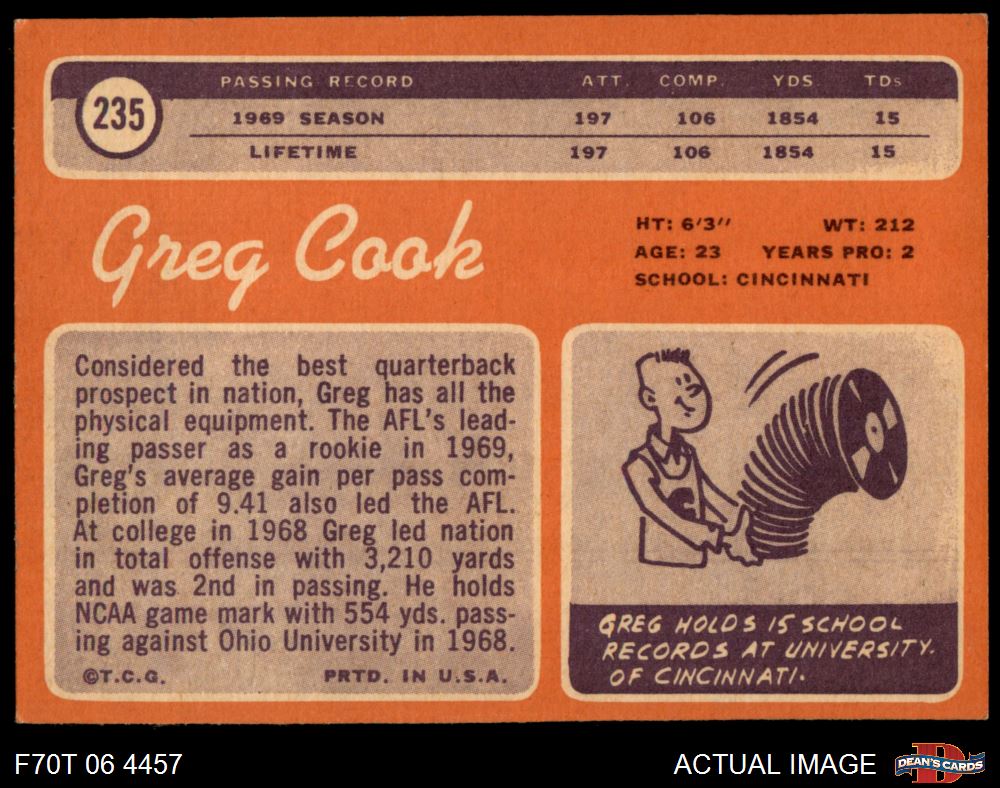 235
PASSING RECORD ATT. COMP. YDS TDs
1969 SEASON 197 106 1854 15
LIFETIME 197 106 1854 15
Greg Cook
HT: 6'3" WT: 212
AGE: 23 YEARS PRO: 2
SCHOOL: CINCINNATI
Considered the best quarterback
prospect in nation, Greg has all the
physical equipment. The AFL's lead-
ing passer as a rookie in 1969,
Greg's average gain per pass com-
pletion of 9.41 also led the AFL.
At college in 1968 Greg led nation
in total offense with 3,210 yards
and was 2nd in passing. He holds
NCAA game mark with 554 yds. pass-
ing against Ohio University in 1968.
©T.C.G. PRTD. IN U.S.A.
C
GREG HOLDS 15 SCHOOL
RECORDS AT UNIVERSITY.
OF CINCINNATI.
F70T 06 4457
ACTUAL IMAGE
DEAN'S CARDS